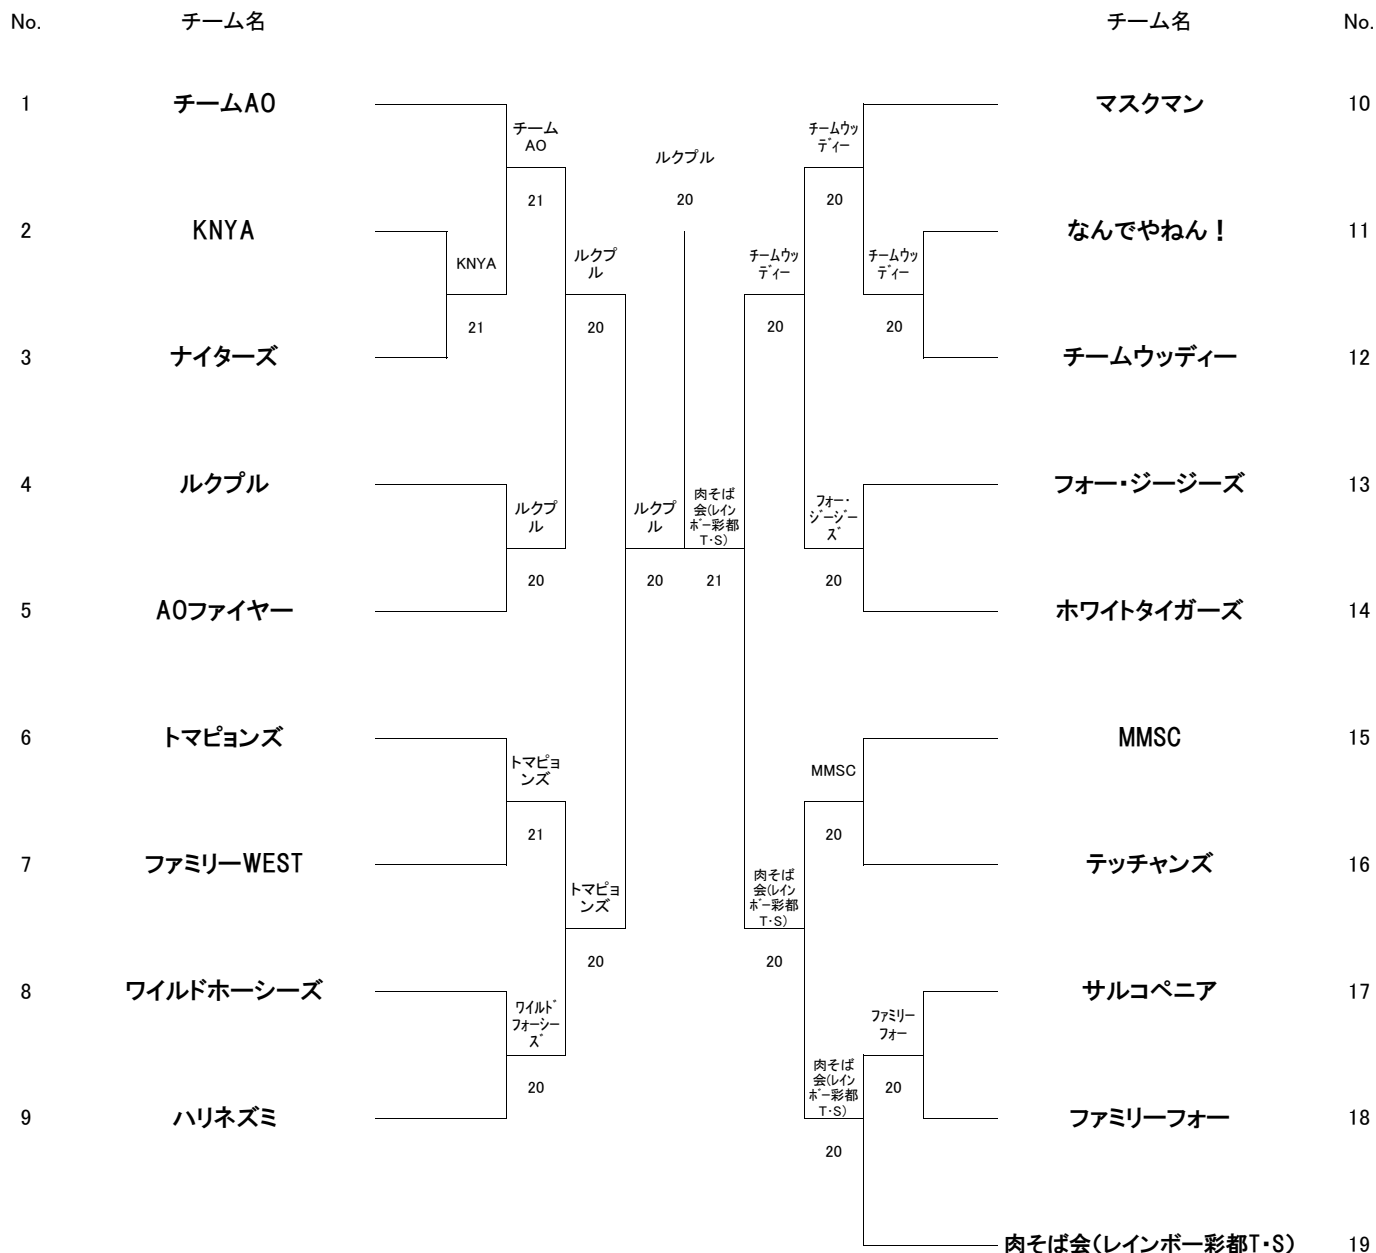 No. チーム名 チーム名 No.
1 チームAO マスクマン 10
チーム
AO
チームウッ
ディー
ルクプル
21 20 20
2 KNYA なんでやねん！ 11
KNYA
ルクプ
ル
チームウッ
ディー
チームウッ
ディー
21 20 20 20
3 ナイターズ チームウッディー 12
4 ルクプル フォー・ジージーズ 13
ルクプ
ル
ルクプ
ル
肉そば
会(レイン
ボー彩都
T・S)
フォー・
ジージー
ズ
20 20 21 20
5 AOファイヤー ホワイトタイガーズ 14
6 トマピョンズ MMSC 15
トマピョ
ンズ
MMSC
21 20
7 ファミリーWEST テッチャンズ 16
トマピョ
ンズ
肉そば
会(レイン
ボー彩都
T・S)
20 20
8 ワイルドホーシーズ サルコペニア 17
ワイルド
フォーシー
ズ
ファミリー
フォー
20 20
肉そば
会(レイン
ボー彩都
T・S)
9 ハリネズミ ファミリーフォー 18
20
肉そば会(レインボー彩都T・S) 19